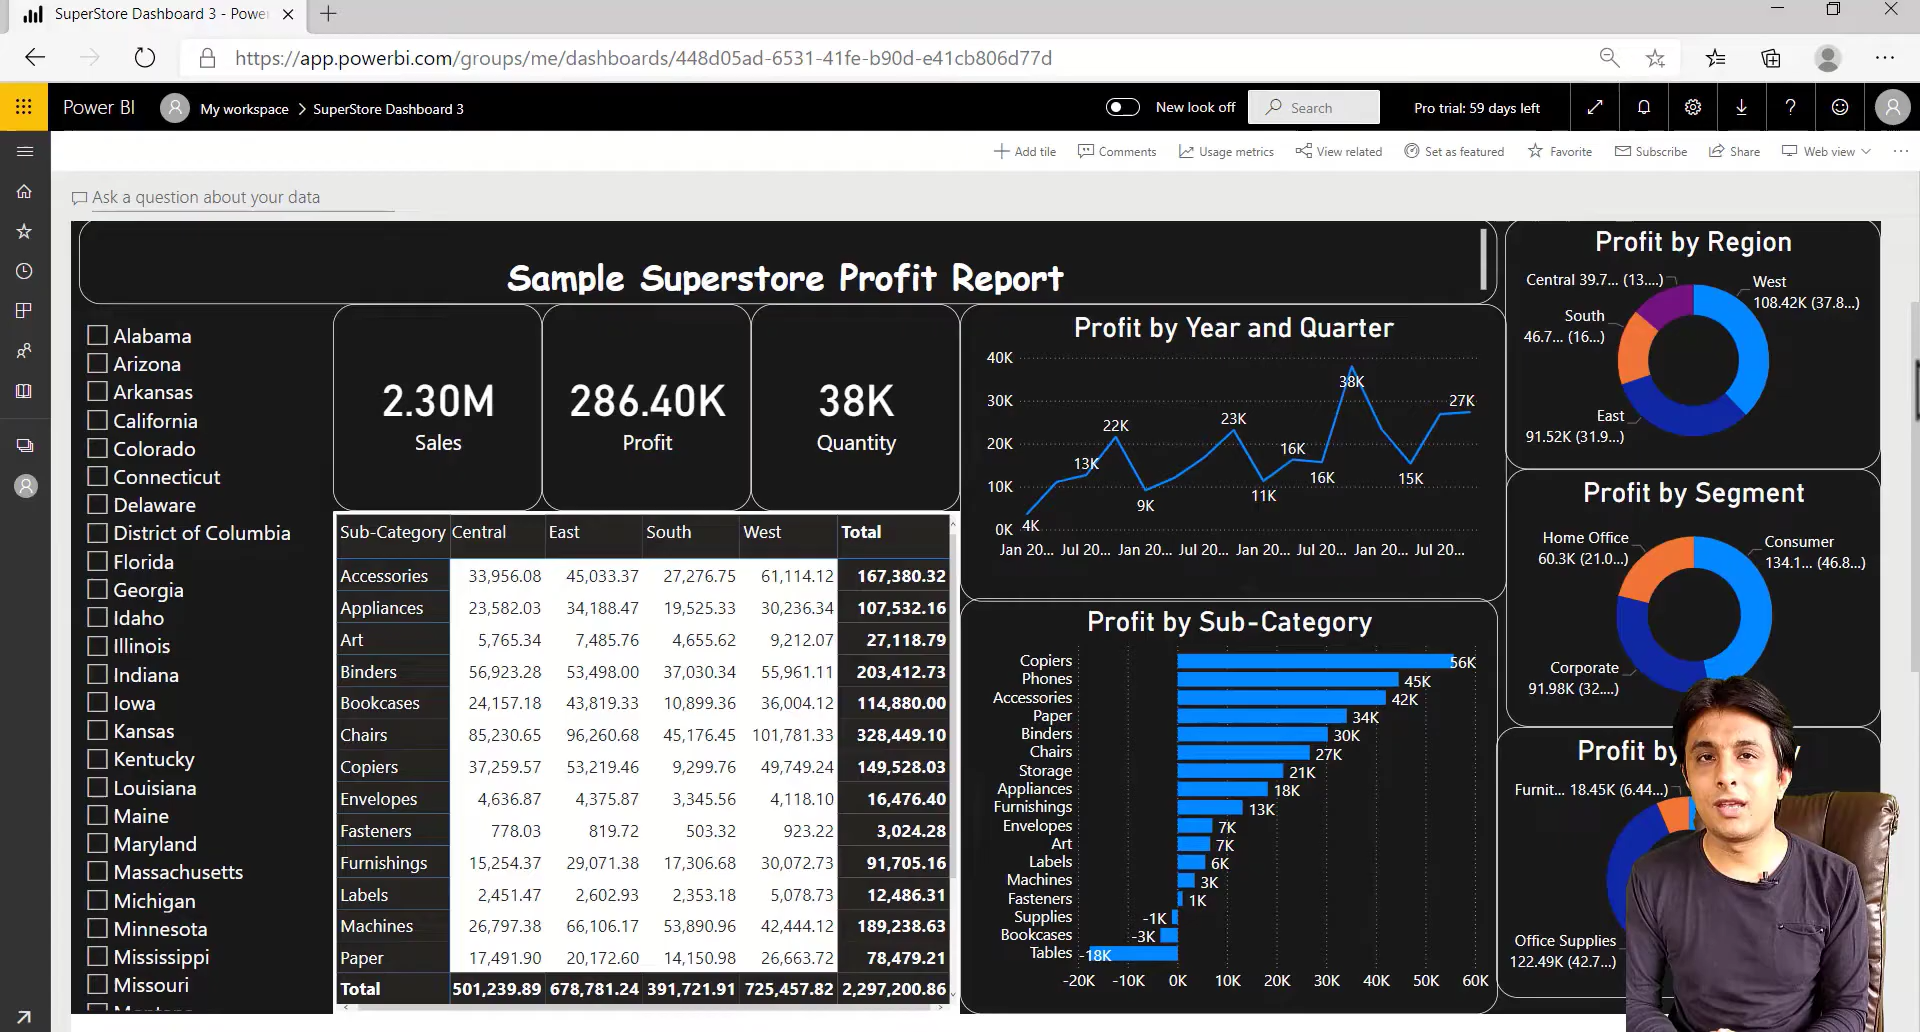 SuperStore Dashboard 3 - Powe
https://app.powerbi.com/groups/me/dashboards/448d05ad-6531-41fe-b90d-e41cb806d77d
Power BI
My workspace > SuperStore Dashboard 3
New look off
Search
Pro trial: 59 days left
Add tile
Comments
Usage metrics
View related
Set as featured
Favorite
Subscribe
Share
Web view
Ask a question about your data
Sample Superstore Profit Report
Alabama
Arizona
Arkansas
California
Colorado
Connecticut
Delaware
District of Columbia
Florida
Georgia
Idaho
Illinois
Indiana
Iowa
Kansas
Kentucky
Louisiana
Maine
Maryland
Massachusetts
Michigan
Minnesota
Mississippi
Missouri
2.30M
Sales
286.40K
Profit
38K
Quantity
Sub-Category Central East South West Total
Accessories 33,956.08 45,033.37 27,276.75 61,114.12 167,380.32
Appliances 23,582.03 34,188.47 19,525.33 30,236.34 107,532.16
Art 5,765.34 7,485.76 4,655.62 9,212.07 27,118.79
Binders 56,923.28 53,498.00 37,030.34 55,961.11 203,412.73
Bookcases 24,157.18 43,819.33 10,899.36 36,004.12 114,880.00
Chairs 85,230.65 96,260.68 45,176.45 101,781.33 328,449.10
Copiers 37,259.57 53,219.46 9,299.76 49,749.24 149,528.03
Envelopes 4,636.87 4,375.87 3,345.56 4,118.10 16,476.40
Fasteners 778.03 819.72 503.32 923.22 3,024.28
Furnishings 15,254.37 29,071.38 17,306.68 30,072.73 91,705.16
Labels 2,451.47 2,602.93 2,353.18 5,078.73 12,486.31
Machines 26,797.38 66,106.17 53,890.96 42,444.12 189,238.63
Paper 17,491.90 20,172.60 14,150.98 26,663.72 78,479.21
Total 501,239.89 678,781.24 391,721.91 725,457.82 2,297,200.86
Profit by Year and Quarter
40K
30K
20K
10K
0K
4K
13K
22K
9K
23K
11K
16K
16K
38K
15K
27K
Jan 20... Jul 20... Jan 20... Jul 20... Jan 20... Jul 20... Jan 20... Jul 20...
Profit by Sub-Category
Copiers 56K
Phones 45K
Accessories 42K
Paper 34K
Binders 30K
Chairs 27K
Storage 21K
Appliances 18K
Furnishings 13K
Envelopes 7K
Art 7K
Labels 6K
Machines 3K
Fasteners 1K
Supplies -1K
Bookcases -3K
Tables -18K
-20K -10K 0K 10K 20K 30K 40K 50K 60K
Profit by Region
Central 39.7... (13....)
West
108.42K (37.8...)
South
46.7... (16...)
East
91.52K (31.9...)
Profit by Segment
Home Office
60.3K (21.0...)
Consumer
134.1... (46.8...)
Corporate
91.98K (32....)
Profit by
Furnit... 18.45K (6.44...
Office Supplies
122.49K (42.7...)